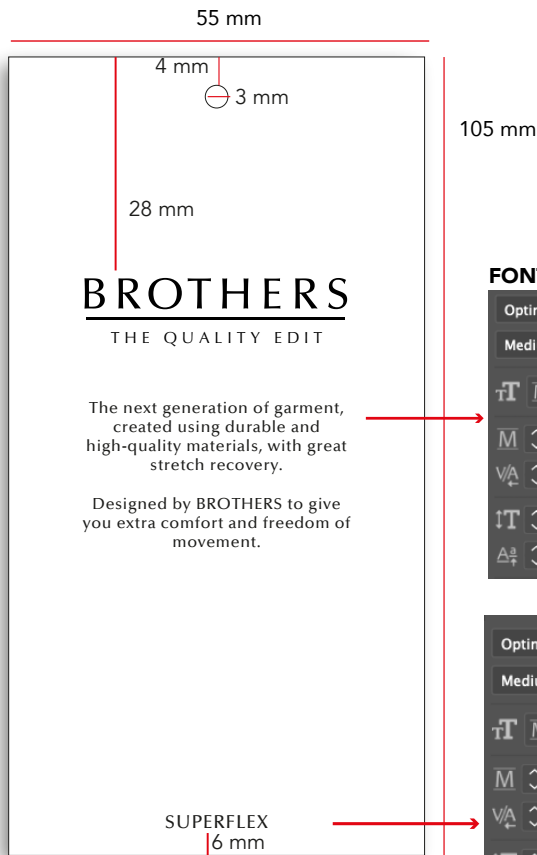 55 mm
4 mm
3 mm
105 mm
28 mm
BROTHERS
THE QUALITY EDIT
The next generation of garment,
created using durable and
high-quality materials, with great
stretch recovery.
Designed by BROTHERS to give
you extra comfort and freedom of
movement.
SUPERFLEX
6 mm